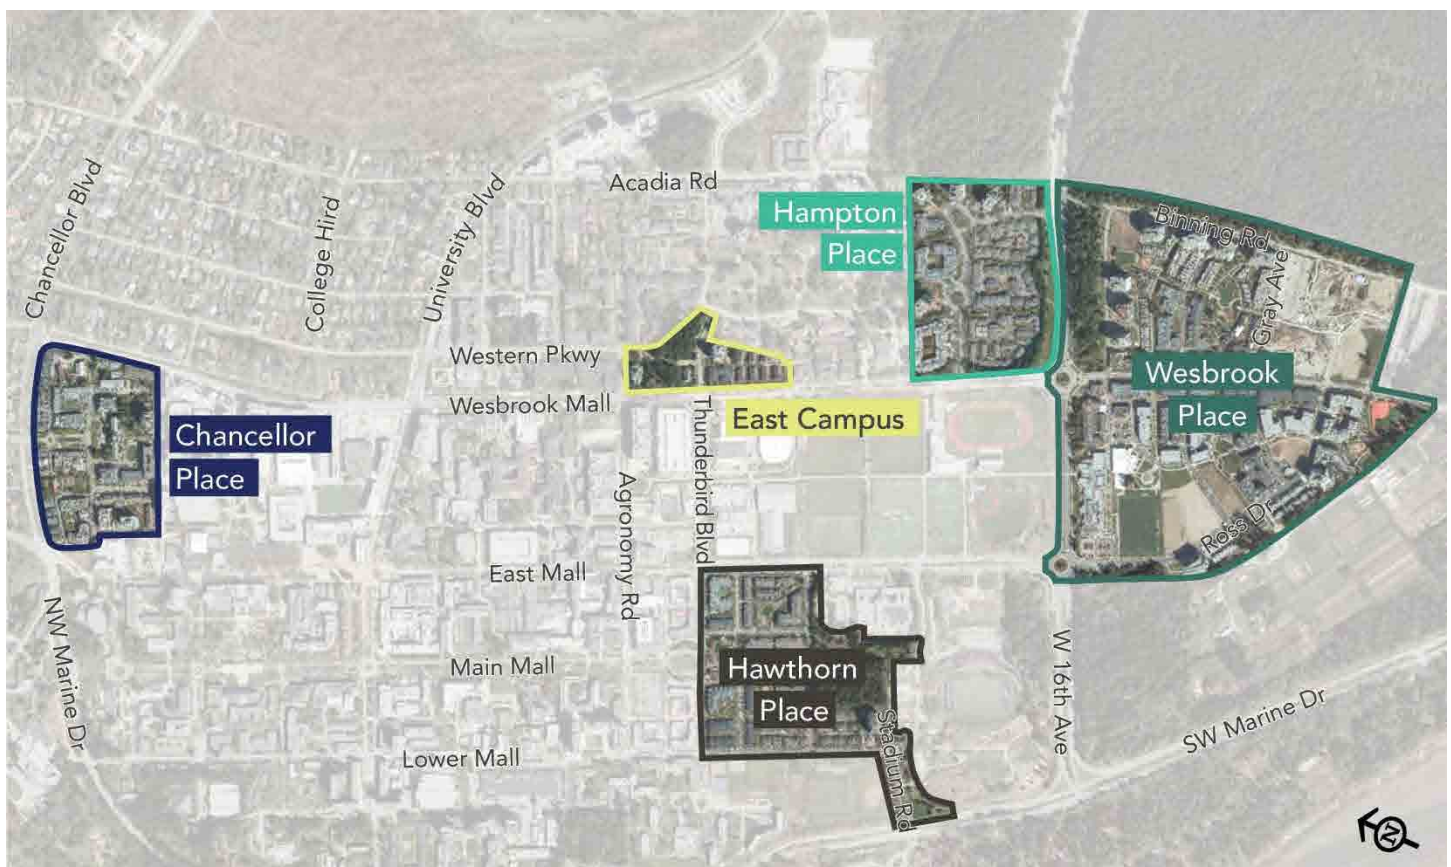 Chancellor Blvd
College Hird
University Blvd
Acadia Rd
Hampton
Place
Binning Rd
Gray Ave
Western Pkwy
Wesbrook Mall
Chancellor
Place
East Campus
Wesbrook
Place
Thunderbird Blvd
Agronomy Rd
East Mall
Ross Dr
NW Marine Dr
Main Mall
Hawthorn
Place
Stadium Rd
W 16th Ave
SW Marine Dr
Lower Mall
N